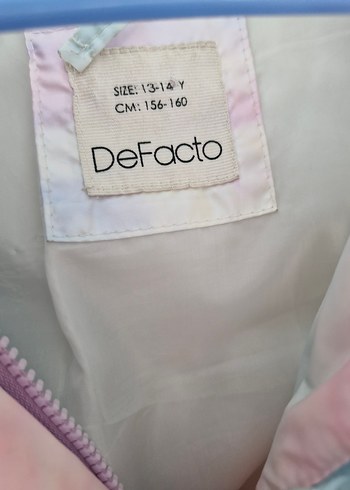 SIZE: 13-14 Y
CM: 156-160
DeFacto